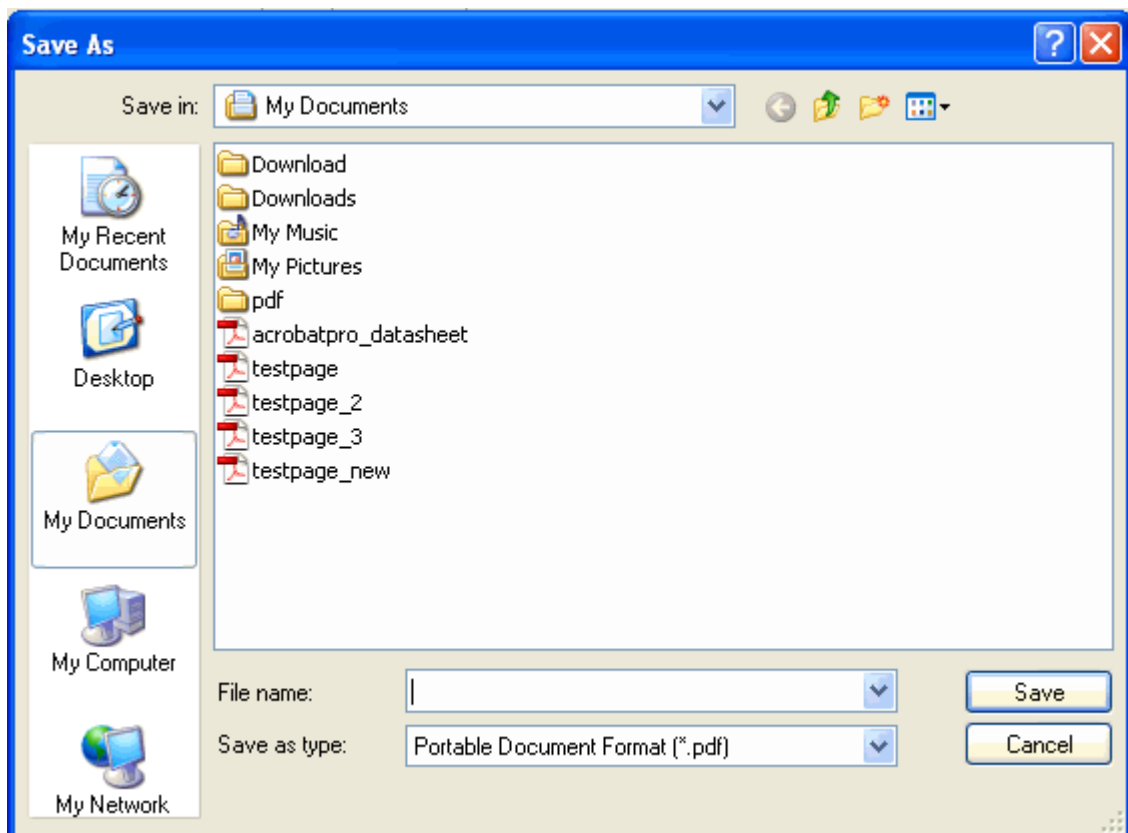 Save As
Save in:
My Documents
My Recent
Documents
Desktop
My Documents
My Computer
My Network
Download
Downloads
My Music
My Pictures
pdf
acrobatpro_datasheet
testpage
testpage_2
testpage_3
testpage_new
File name:
Save
Save as type:
Portable Document Format (*.pdf)
Cancel